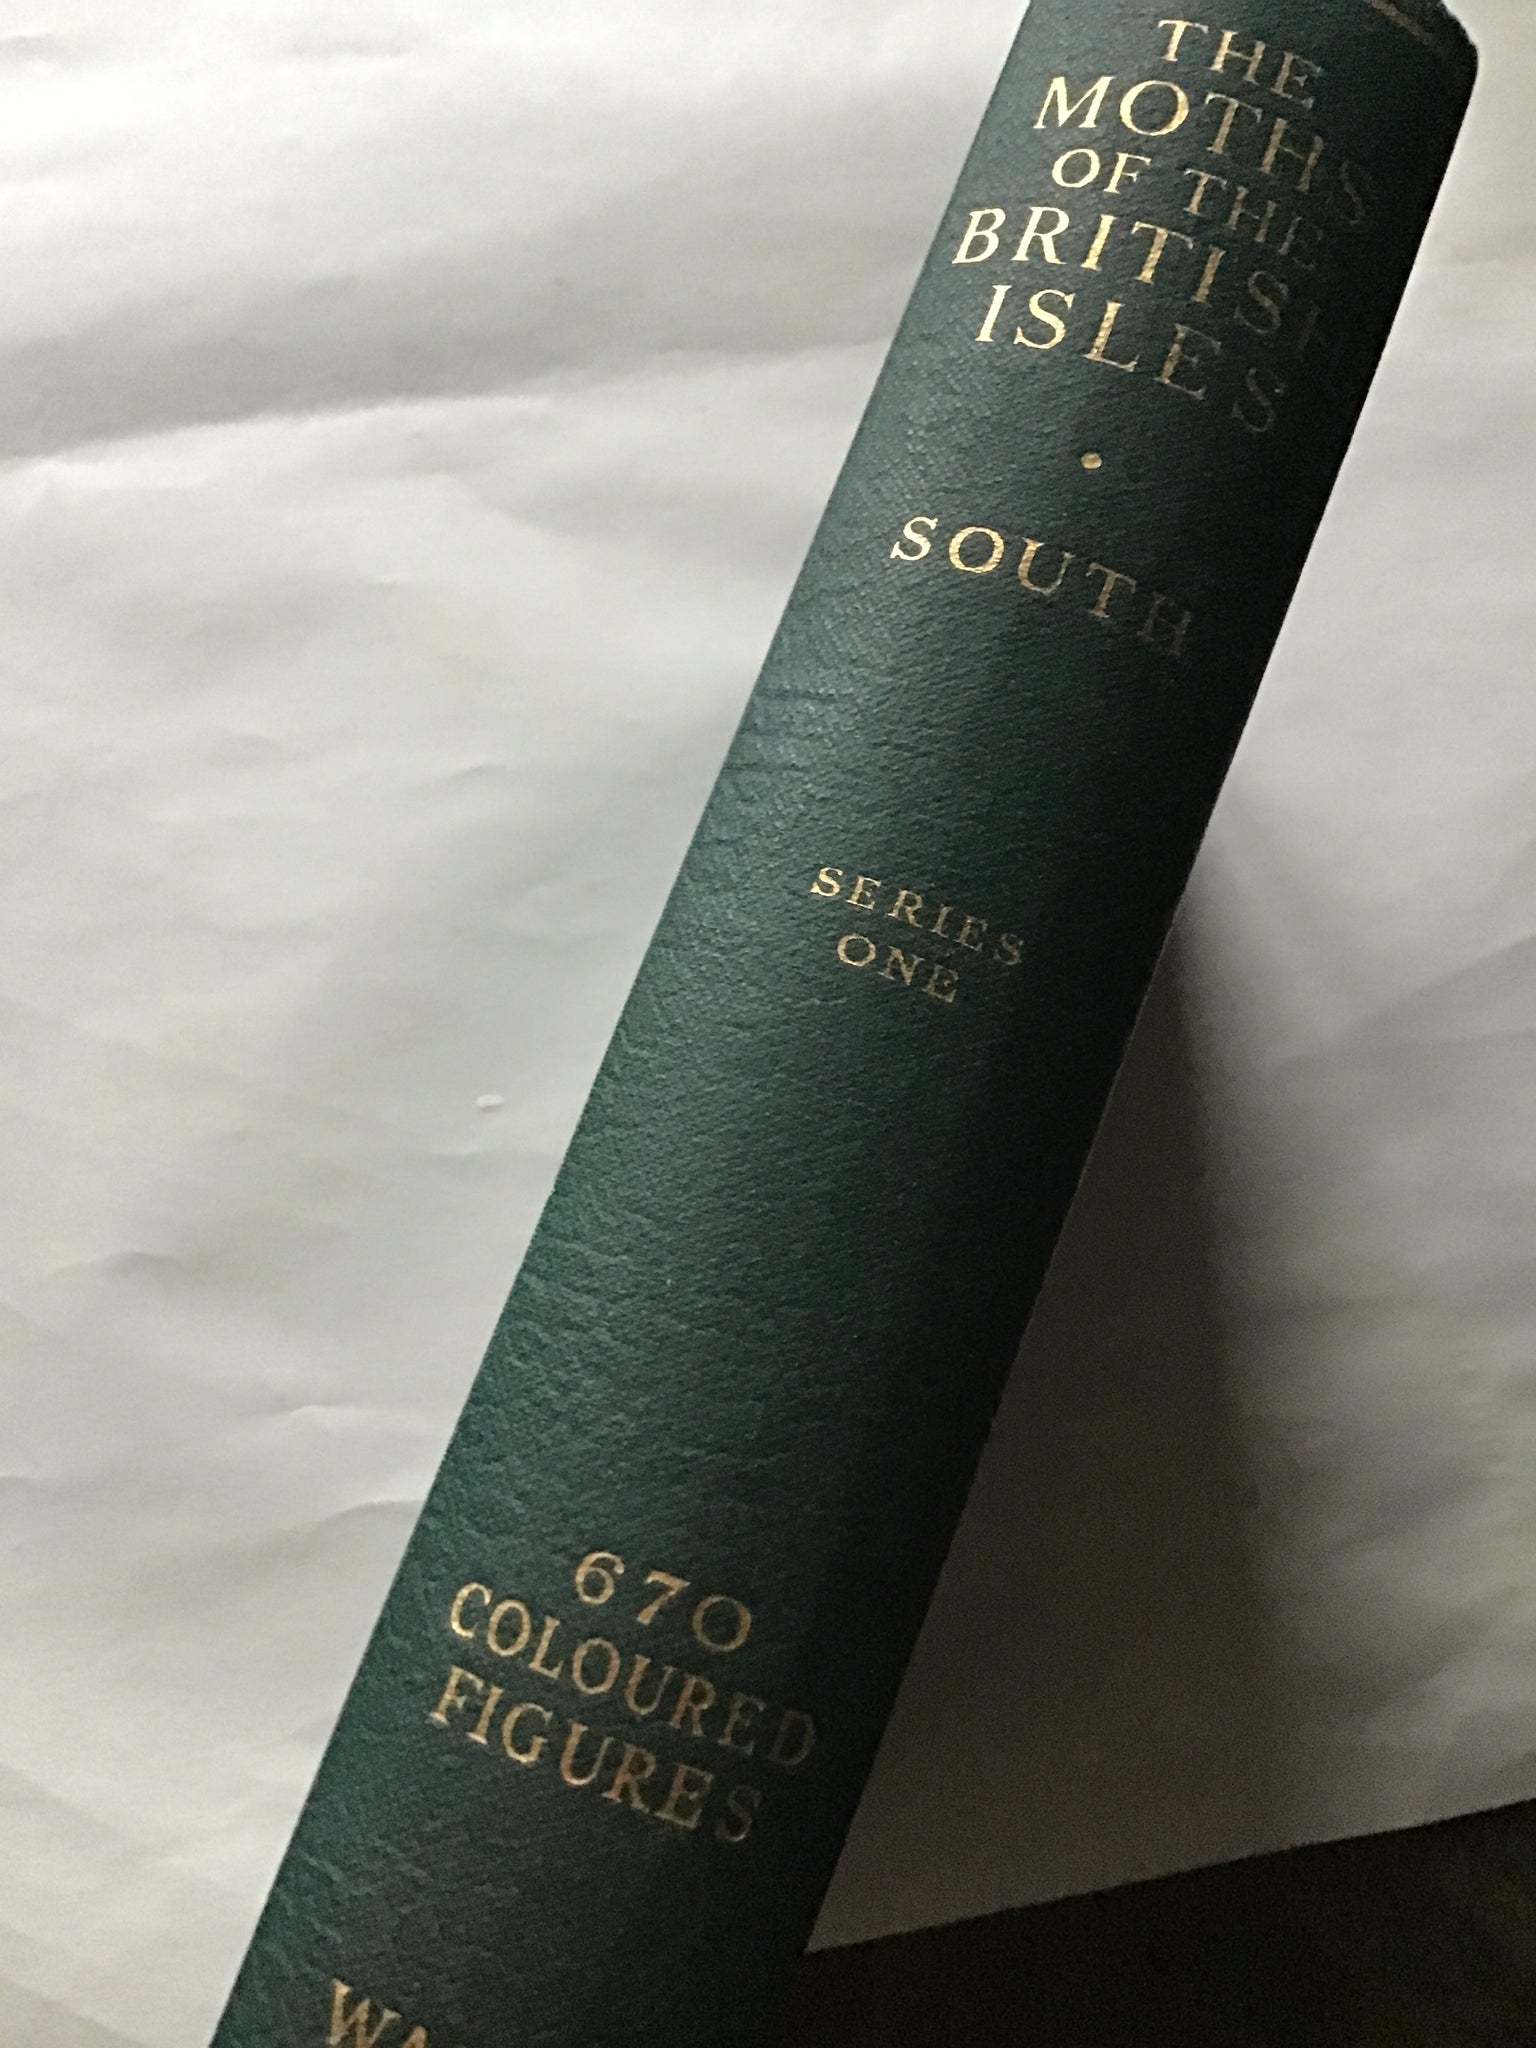 THE
MOTHS
OF THE
BRITISH
ISLES
•
SOUTH
SERIES
ONE
670
COLOURED
FIGURES